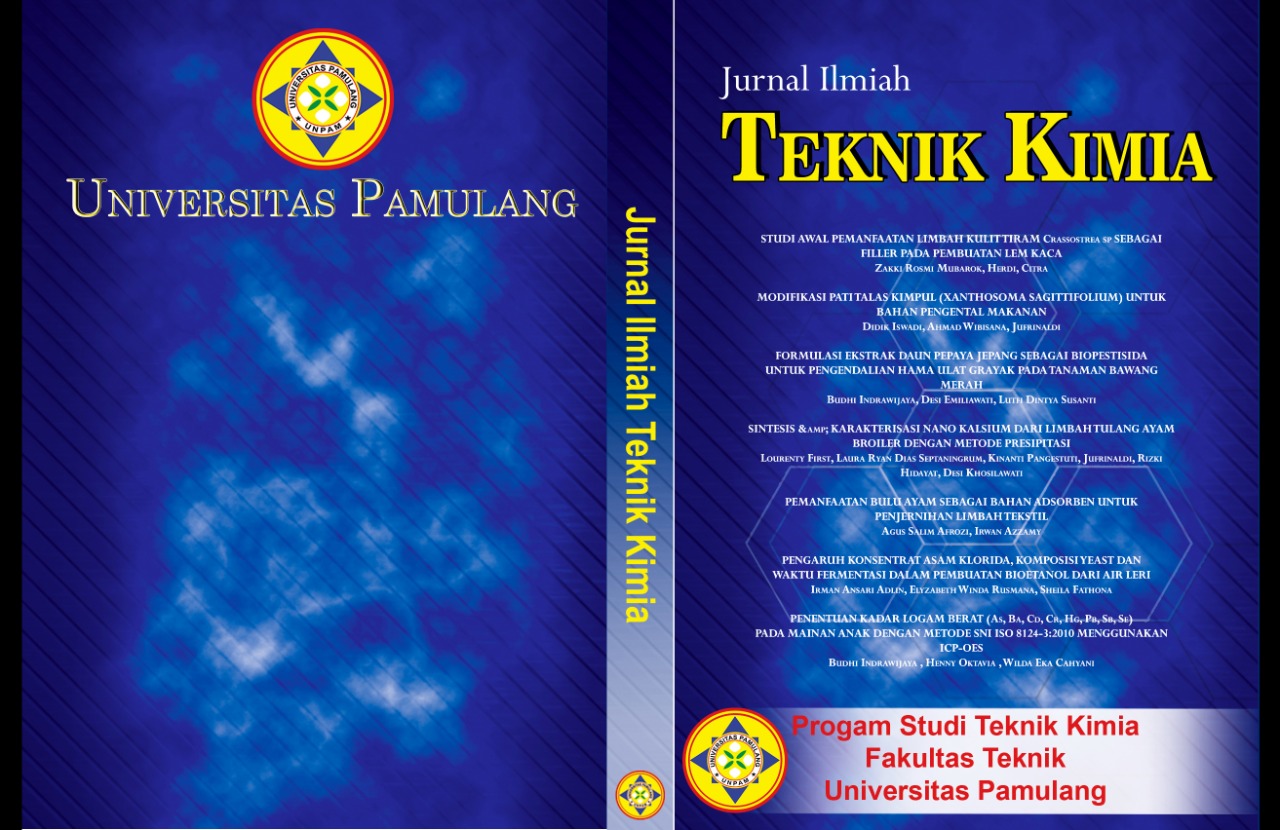 UNIVERSITAS PAMULANG
UNPAM
UNIVERSITAS PAMULANG
Jurnal Ilmiah Teknik Kimia
UNIVERSITAS PAMULANG
UNPAM
Jurnal Ilmiah
TEKNIK KIMIA
STUDI AWAL PEMANFAATAN LIMBAH KULIT TIRAM CRASSOSTREA SP SEBAGAI
FILLER PADA PEMBUATAN LEM KACA
ZAKKI ROSMI MUBAROK, HERDI, CITRA
MODIFIKASI PATI TALAS KIMPUL (XANTHOSOMA SAGITTIFOLIUM) UNTUK
BAHAN PENGENTAL MAKANAN
DIDIK ISWADI, AHMAD WIBISANA, JUFRINALDI
FORMULASI EKSTRAK DAUN PEPAYA JEPANG SEBAGAI BIOPESTISIDA
UNTUK PENGENDALIAN HAMA ULAT GRAYAK PADA TANAMAN BAWANG
MERAH
BUDHI INDRAWIJAYA, DESI EMILIAWATI, LUTFI DINTYA SUSANTI
SINTESIS &AMP; KARAKTERISASI NANO KALSIUM DARI LIMBAH TULANG AYAM
BROILER DENGAN METODE PRESIPITASI
LOURENTY FIRST, LAURA RYAN DIAS SEPTANINGRUM, KINANTI PANGESTUTI, JUFRINALDI, RIZKI
HIDAYAT, DESI KHOSILAWATI
PEMANFAATAN BULU AYAM SEBAGAI BAHAN ADSORBEN UNTUK
PENJERNIHAN LIMBAH TEKSTIL
AGUS SALIM AFROZI, IRWAN AZZAMY
PENGARUH KONSENTRAT ASAM KLORIDA, KOMPOSISI YEAST DAN
WAKTU FERMENTASI DALAM PEMBUATAN BIOETANOL DARI AIR LERI
IRMAN ANSARI ADLIN, ELYZABETH WINDA RUSMANA, SHEILA FATHONA
PENENTUAN KADAR LOGAM BERAT (AS, BA, CD, CR, HG, PB, SB, SE)
PADA MAINAN ANAK DENGAN METODE SNI ISO 8124-3:2010 MENGGUNAKAN
ICP-OES
BUDHI INDRAWIJAYA , HENNY OKTAVIA , WILDA EKA CAHYANI
UNIVERSITAS PAMULANG
UNPAM
Progam Studi Teknik Kimia
Fakultas Teknik
Universitas Pamulang